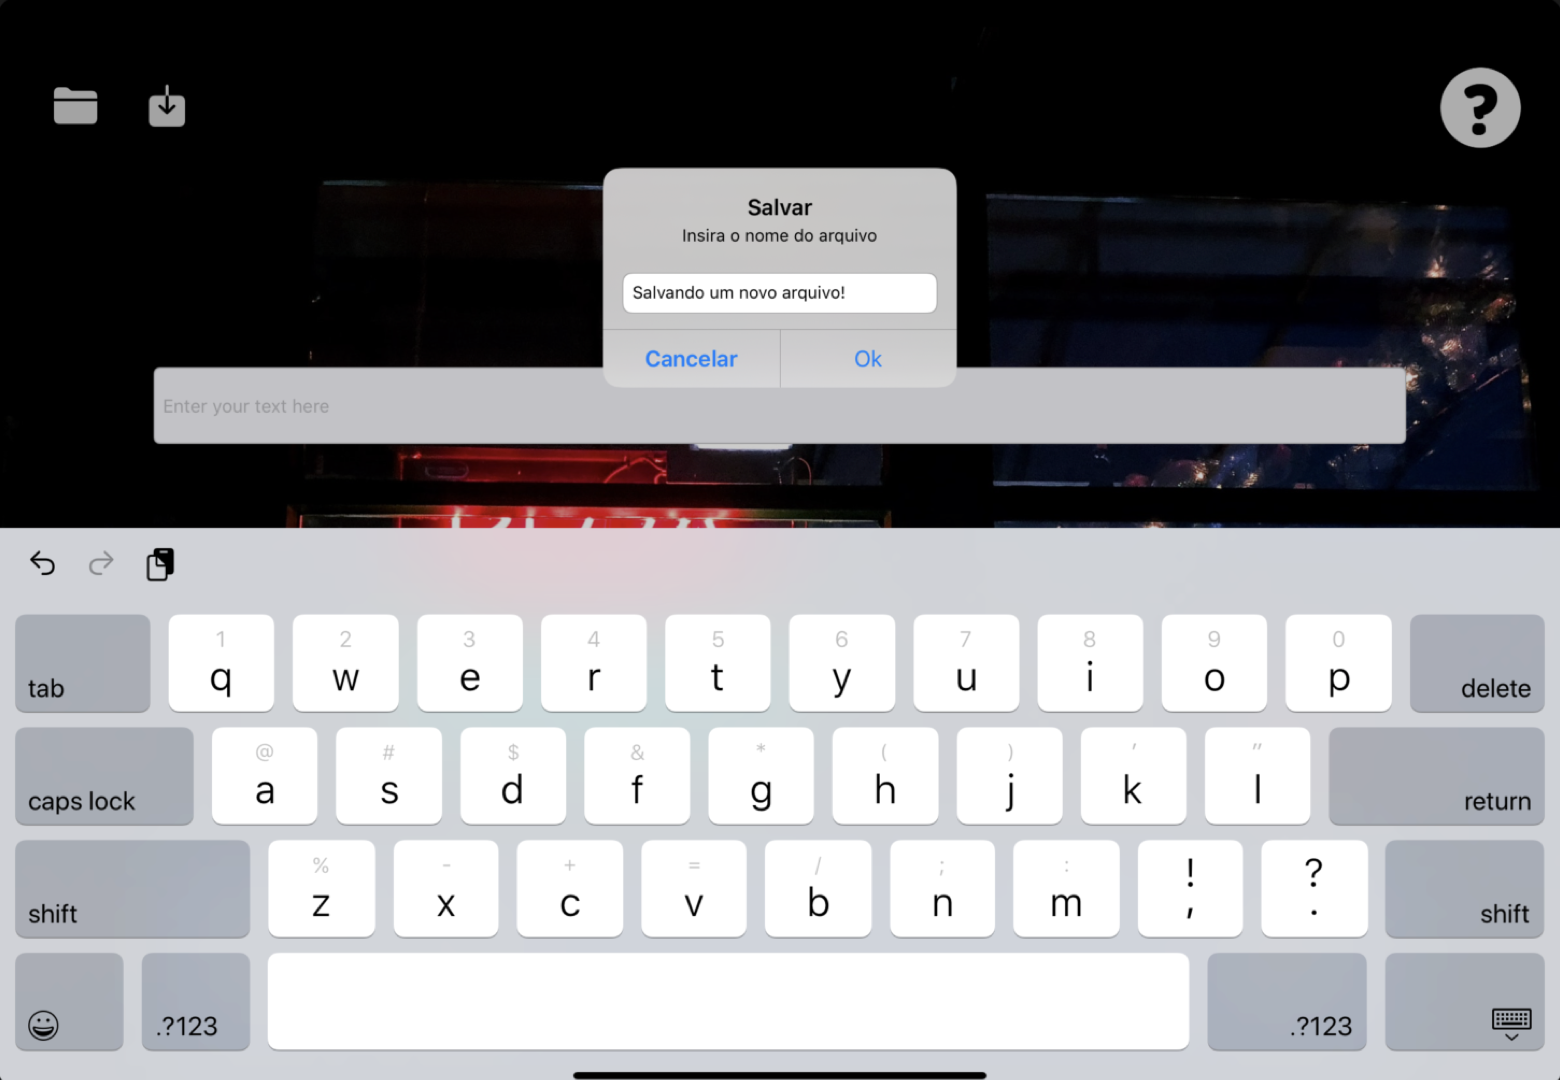 ?
Salvar
Insira o nome do arquivo
Salvando um novo arquivo!
Cancelar Ok
Enter your text here
1 2 3 4 5 6 7 8 9 0
tab q w e r t y u i o p delete
@ # $ & * ( ) ' "
caps lock a s d f g h j k l return
% - + = / ; : ! ?
shift z x c v b n m , . shift
.?123 .?123